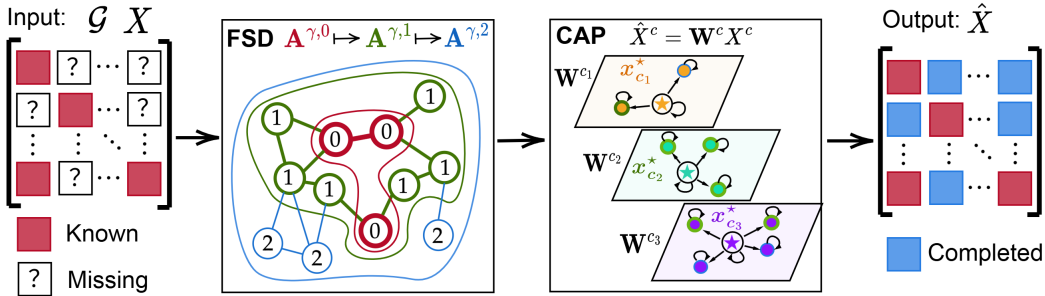 Input: 𝒢 X
? ⋯ ?
? ⋯ ?
⋮ ⋮ ⋱ ⋮
? ⋯
Known
? Missing
FSD A^{γ,0} ↦ A^{γ,1} ↦ A^{γ,2}
1
1
0 0
1
1 1 1
0
2 2 2
CAP X̂^c = W^c X^c
W^{c_1} x^⋆_{c_1}
W^{c_2} x^⋆_{c_2}
W^{c_3} x^⋆_{c_3}
Output: X̂
⋯
⋯
⋮ ⋮ ⋱ ⋮
⋯
Completed